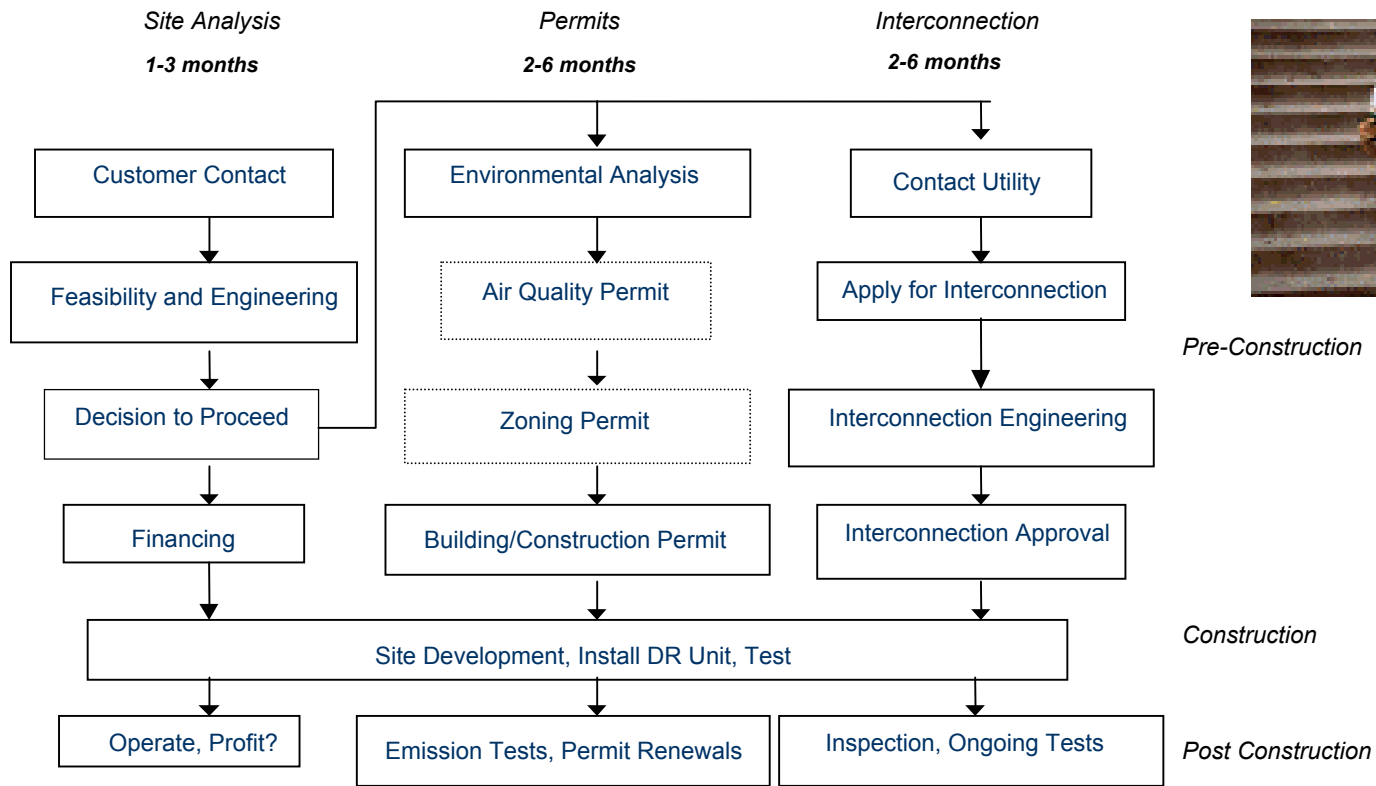 Site Analysis
Permits
Interconnection
1-3 months
2-6 months
2-6 months
Customer Contact
Environmental Analysis
Contact Utility
Feasibility and Engineering
Air Quality Permit
Apply for Interconnection
Pre-Construction
Decision to Proceed
Zoning Permit
Interconnection Engineering
Financing
Building/Construction Permit
Interconnection Approval
Site Development, Install DR Unit, Test
Construction
Operate, Profit?
Emission Tests, Permit Renewals
Inspection, Ongoing Tests
Post Construction